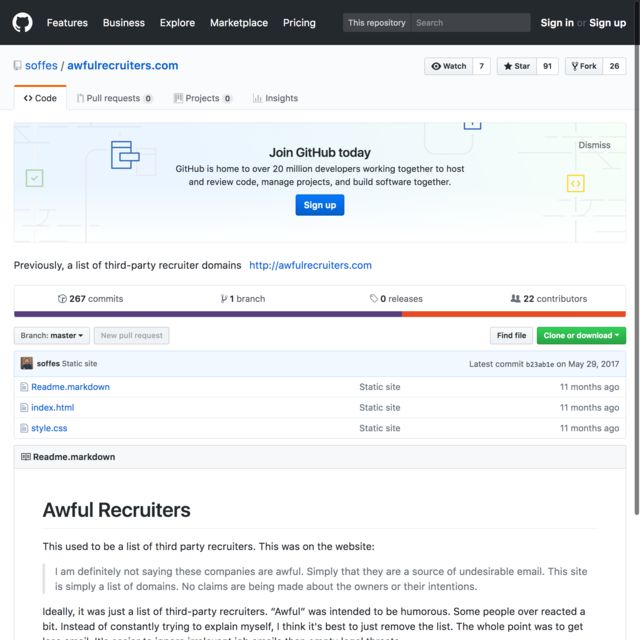 Features Business Explore Marketplace Pricing This repository Search Sign in or Sign up
soffes / awfulrecruiters.com Watch 7 Star 91 Fork 26
Code Pull requests 0 Projects 0 Insights
Join GitHub today
Dismiss
GitHub is home to over 20 million developers working together to host
and review code, manage projects, and build software together.
Sign up
Previously, a list of third-party recruiter domains http://awfulrecruiters.com
267 commits 1 branch 0 releases 22 contributors
Branch: master New pull request Find file Clone or download
soffes Static site Latest commit b23ab1e on May 29, 2017
Readme.markdown Static site 11 months ago
index.html Static site 11 months ago
style.css Static site 11 months ago
Readme.markdown
Awful Recruiters
This used to be a list of third party recruiters. This was on the website:
I am definitely not saying these companies are awful. Simply that they are a source of undesirable email. This site
is simply a list of domains. No claims are being made about the owners or their intentions.
Ideally, it was just a list of third-party recruiters. “Awful” was intended to be humorous. Some people over reacted a
bit. Instead of constantly trying to explain myself, I think it's best to just remove the list. The whole point was to get